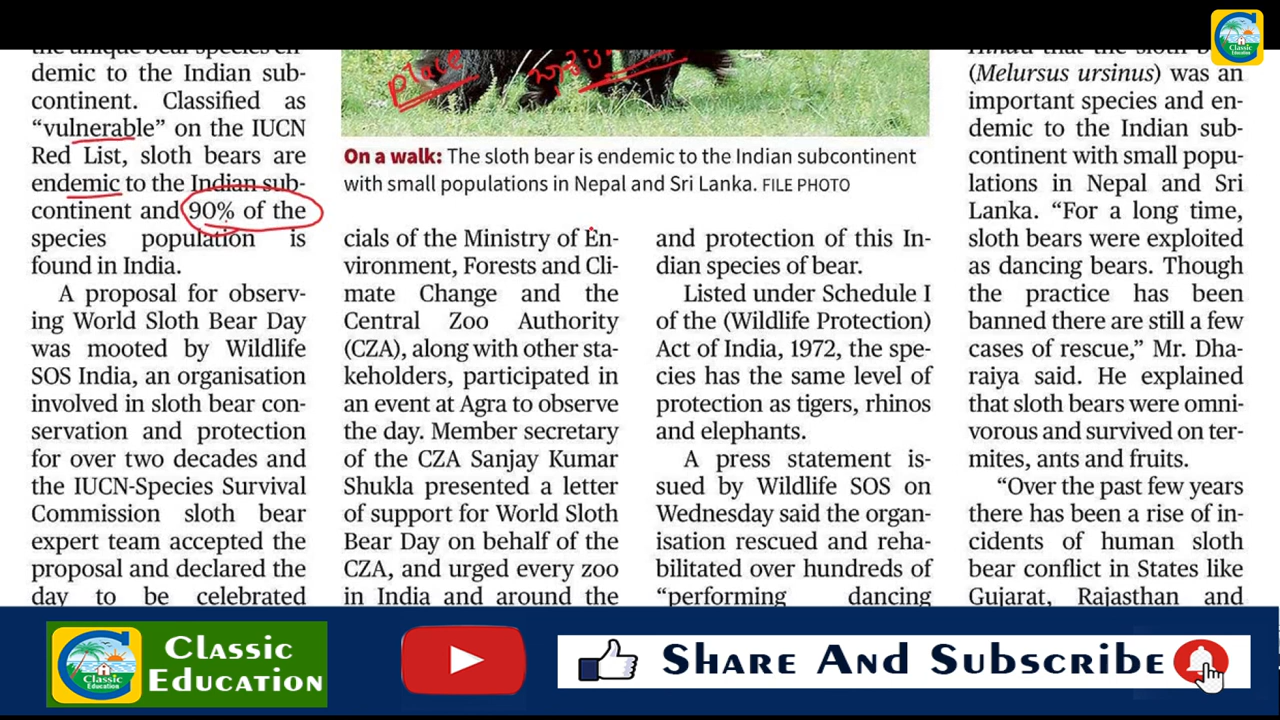 the unique bear species en-
demic to the Indian sub-
continent. Classified as
“vulnerable” on the IUCN
Red List, sloth bears are
endemic to the Indian sub-
continent and 90% of the
species population is
found in India.
A proposal for observ-
ing World Sloth Bear Day
was mooted by Wildlife
SOS India, an organisation
involved in sloth bear con-
servation and protection
for over two decades and
the IUCN-Species Survival
Commission sloth bear
expert team accepted the
proposal and declared the
day to be celebrated
Place
On a walk: The sloth bear is endemic to the Indian subcontinent
with small populations in Nepal and Sri Lanka. FILE PHOTO
cials of the Ministry of En-
vironment, Forests and Cli-
mate Change and the
Central Zoo Authority
(CZA), along with other sta-
keholders, participated in
an event at Agra to observe
the day. Member secretary
of the CZA Sanjay Kumar
Shukla presented a letter
of support for World Sloth
Bear Day on behalf of the
CZA, and urged every zoo
in India and around the
and protection of this In-
dian species of bear.
Listed under Schedule I
of the (Wildlife Protection)
Act of India, 1972, the spe-
cies has the same level of
protection as tigers, rhinos
and elephants.
A press statement is-
sued by Wildlife SOS on
Wednesday said the organ-
isation rescued and reha-
bilitated over hundreds of
“performing dancing
that the sloth
(Melursus ursinus) was an
important species and en-
demic to the Indian sub-
continent with small popu-
lations in Nepal and Sri
Lanka. “For a long time,
sloth bears were exploited
as dancing bears. Though
the practice has been
banned there are still a few
cases of rescue,” Mr. Dha-
raiya said. He explained
that sloth bears were omni-
vorous and survived on ter-
mites, ants and fruits.
“Over the past few years
there has been a rise of in-
cidents of human sloth
bear conflict in States like
Gujarat, Rajasthan and
Classic
Education
Classic
Education
Classic
Education
Share And Subscribe